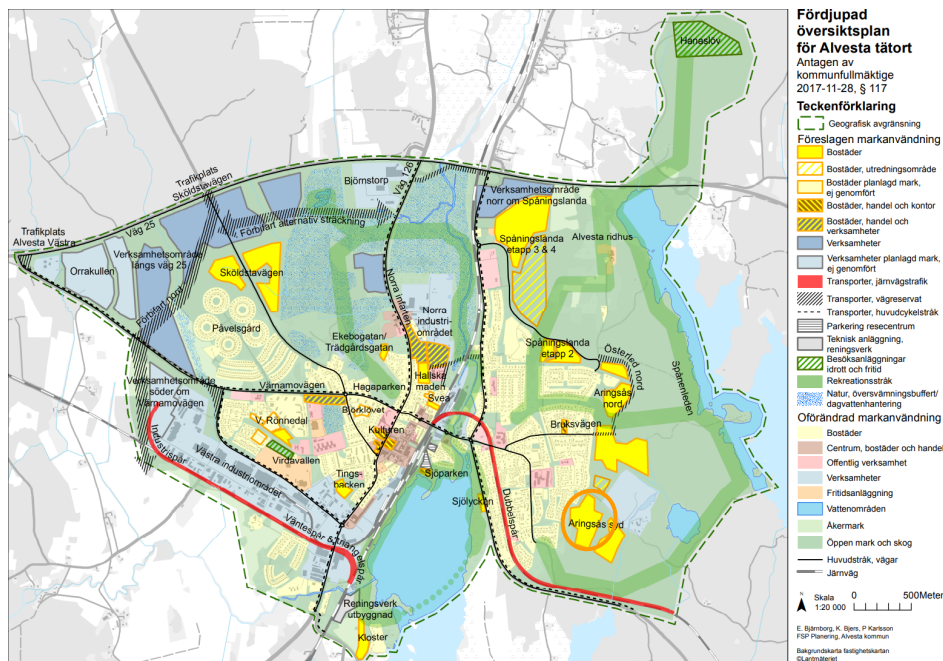 Fördjupad
översiktsplan
för Alvesta tätort
Antagen av
kommunfullmäktige
2017-11-28, § 117
Teckenförklaring
Geografisk avgränsning
Föreslagen markanvändning
Bostäder
Bostäder, utredningsområde
Bostäder planlagd mark,
ej genomfört
Bostäder, handel och kontor
Bostäder, handel och
verksamheter
Verksamheter
Verksamheter planlagd mark,
ej genomfört
Transporter, järnvägstrafik
Transporter, vägreservat
Transporter, huvudcykelstråk
Parkering resecentrum
Teknisk anläggning,
reningsverk
Besöksanläggningar
idrott och fritid
Rekreationsstråk
Natur, översvämningsbuffert/
dagvattenhantering
Oförändrad markanvändning
Bostäder
Centrum, bostäder och handel
Offentlig verksamhet
Verksamheter
Fritidsanläggning
Vattenområden
Åkermark
Öppen mark och skog
Huvudstråk, vägar
Järnväg
N
Skala
1:20 000
0
500Meter
E. Bjärnborg, K. Bjers, P Karlsson
FSP Planering, Alvesta kommun
Bakgrundskarta fastighetskartan
©Lantmäteriet
Hanaslöv
Trafikplats
Sköldstavägen
Björnstorp
Väg 126
Verksamhetsområde
norr om Spåningslanda
Trafikplats
Alvesta Västra
Väg 25
Förbifart alternativ sträckning
Spåningslanda
etapp 3 & 4
Alvesta ridhus
Orrakullen
Verksamhetsområde
längs väg 25
Sköldstavägen
Förbifart nord
Norra infarten
Norra
industri-
området
Påvelsgård
Ekebogatan/
Trädgårdsgatan
Spåningslanda
etapp 2
Österled nord
Spånenleden
Hallska
maden
Verksamhetsområde
söder om
Värnamovägen
Värnamovägen
Hagaparken
Svea
Aringsås
nord
Björklövet
Bruksvägen
V. Rönnedal
Kulturen
Industrispår
Virdavallen
Västra industriområdet
Tings-
backen
Sjöparken
Sjölyckan
Dubbelspår
Aringsås syd
Väntespår & triangelspår
Reningsverk
utbyggnad
Kloster